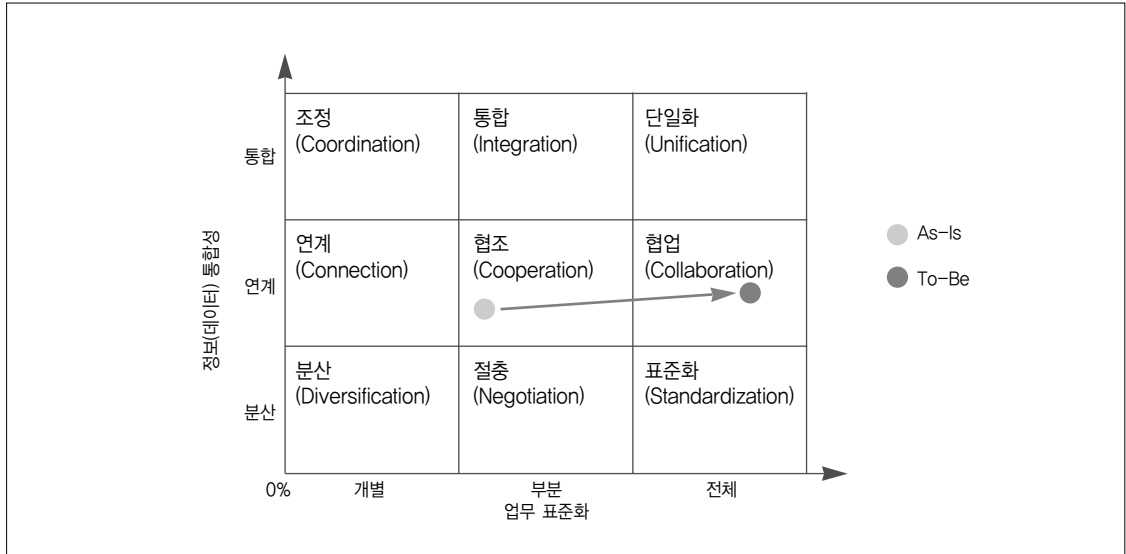 조정
(Coordination)
통합
(Integration)
단일화
(Unification)
통합
연계
(Connection)
협조
(Cooperation)
협업
(Collaboration)
연계
정보(데이터) 통합성
분산
(Diversification)
절충
(Negotiation)
표준화
(Standardization)
분산
0%
개별
부분
전체
업무 표준화
As-Is
To-Be